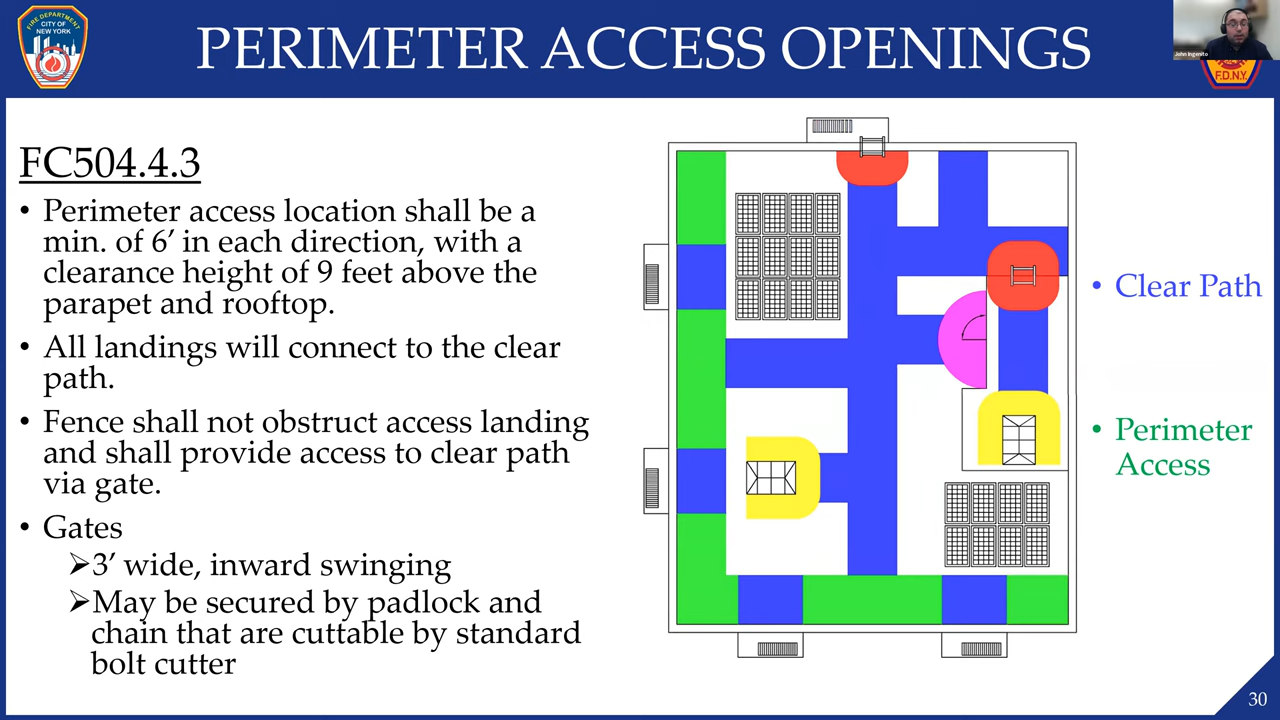 FIRE DEPARTMENT
CITY OF
NEW YORK
PERIMETER ACCESS OPENINGS
John Ingenito
F.D.N.Y.
FC504.4.3
• Perimeter access location shall be a
min. of 6’ in each direction, with a
clearance height of 9 feet above the
parapet and rooftop.
• All landings will connect to the clear
path.
• Fence shall not obstruct access landing
and shall provide access to clear path
via gate.
• Gates
➢3’ wide, inward swinging
➢May be secured by padlock and
chain that are cuttable by standard
bolt cutter
• Clear Path
• Perimeter
Access
30